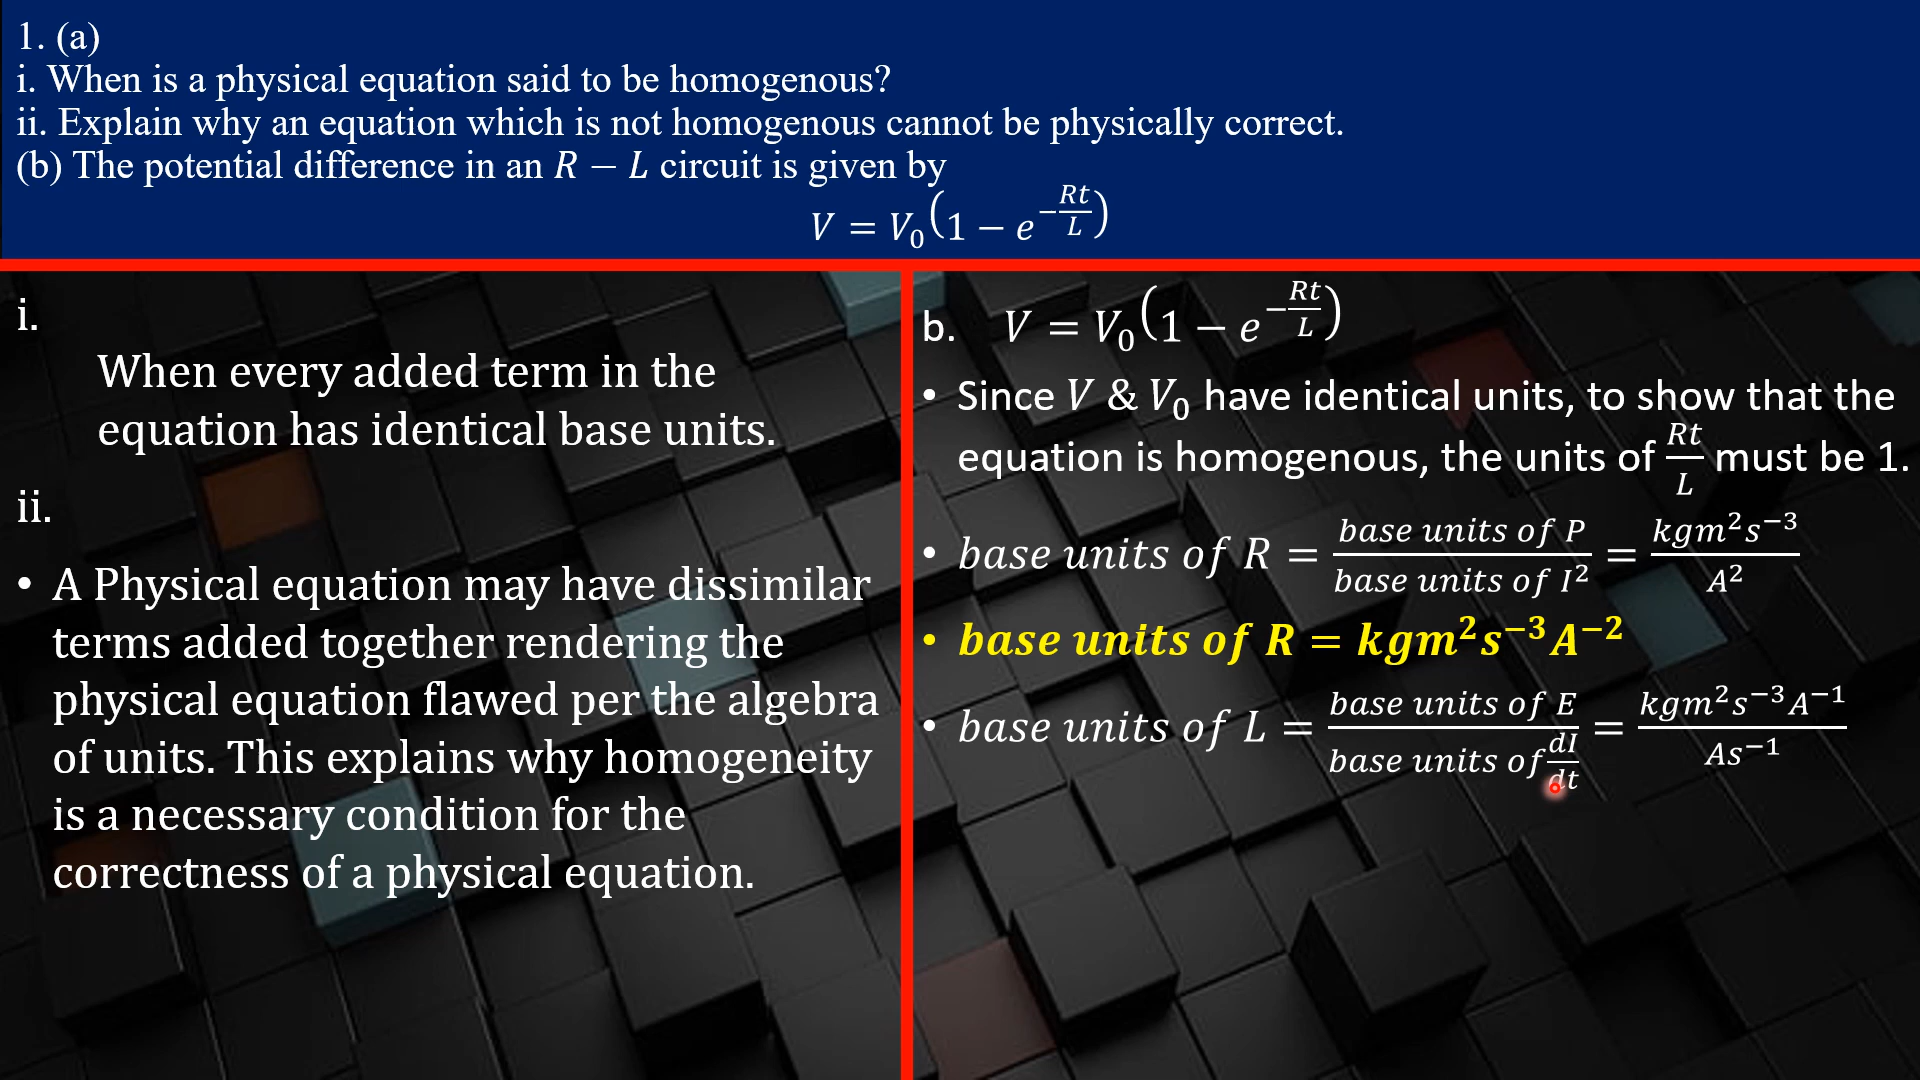 1. (a)
i. When is a physical equation said to be homogenous?
ii. Explain why an equation which is not homogenous cannot be physically correct.
(b) The potential difference in an R − L circuit is given by
V = V₀(1 − e^(−Rt/L))
i.
When every added term in the
equation has identical base units.
ii.
• A Physical equation may have dissimilar
terms added together rendering the
physical equation flawed per the algebra
of units. This explains why homogeneity
is a necessary condition for the
correctness of a physical equation.
b. V = V₀(1 − e^(−Rt/L))
• Since V & V₀ have identical units, to show that the
equation is homogenous, the units of Rt/L must be 1.
• base units of R = base units of P / base units of I² = kgm²s⁻³ / A²
• base units of R = kgm²s⁻³A⁻²
• base units of L = base units of E / base units of dI/dt = kgm²s⁻³A⁻¹ / As⁻¹